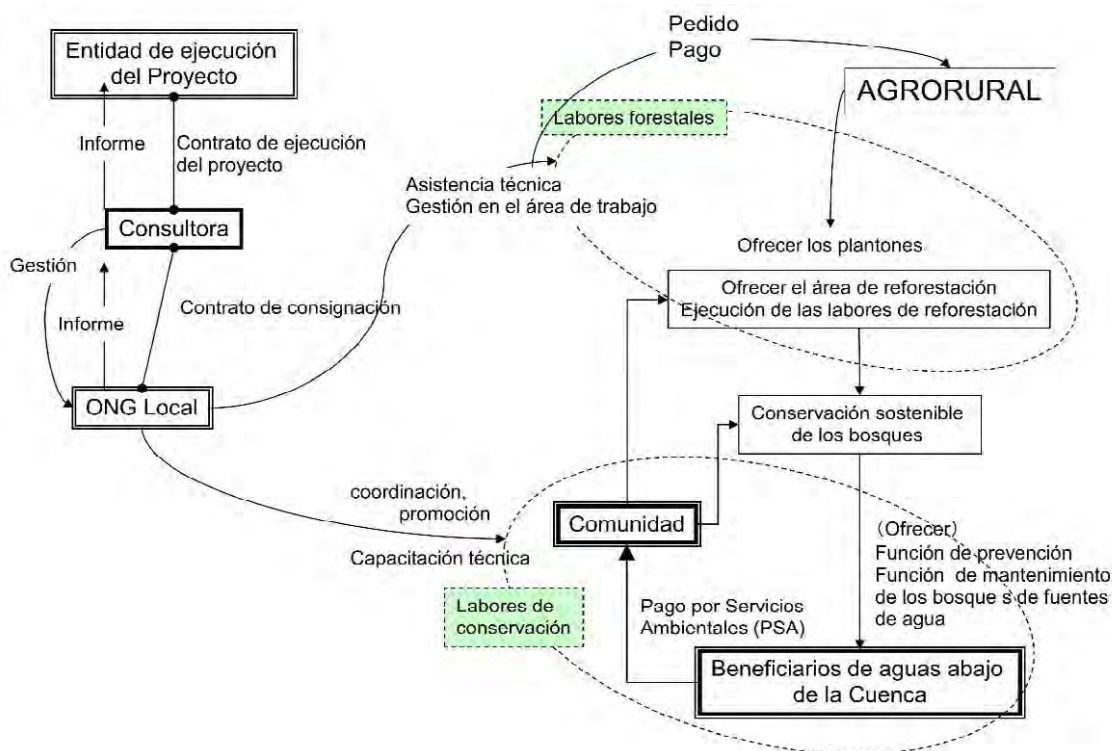 Entidad de ejecución
del Proyecto
Informe
Contrato de ejecución
del proyecto
Consultora
Gestión
Informe
Contrato de consignación
ONG Local
Pedido
Pago
AGRORURAL
Labores forestales
Asistencia técnica
Gestión en el área de trabajo
Ofrecer los plantones
Ofrecer el área de reforestación
Ejecución de las labores de reforestación
Conservación sostenible
de los bosques
coordinación,
promoción
Capacitación técnica
Comunidad
Labores de
conservación
Pago por Servicios
Ambientales (PSA)
(Ofrecer)
Función de prevención
Función de mantenimiento
de los bosque s de fuentes
de agua
Beneficiarios de aguas abajo
de la Cuenca